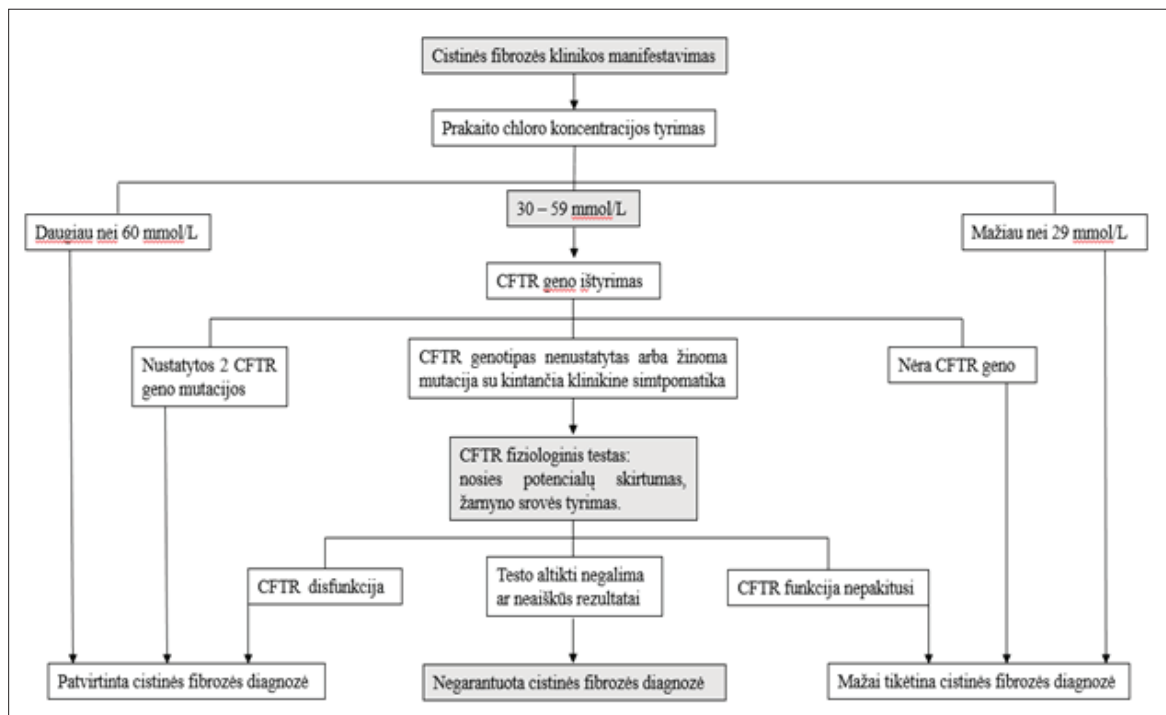 Cistinės fibrozės klinikos manifestavimas
Prakaito chloro koncentracijos tyrimas
Daugiau nei 60 mmol/L
30 – 59 mmol/L
Mažiau nei 29 mmol/L
CFTR geno ištyrimas
Nustatytos 2 CFTR
geno mutacijos
CFTR genotipas nenustatytas arba žinoma
mutacija su kintančia klinikine simtpomatika
Nėra CFTR geno
CFTR fiziologinis testas:
nosies potencialų skirtumas,
žarnyno srovės tyrimas.
CFTR disfunkcija
Testo altikti negalima
ar neaiškūs rezultatai
CFTR funkcija nepakitusi
Patvirtinta cistinės fibrozės diagnozė
Negarantuota cistinės fibrozės diagnozė
Mažai tikėtina cistinės fibrozės diagnozė